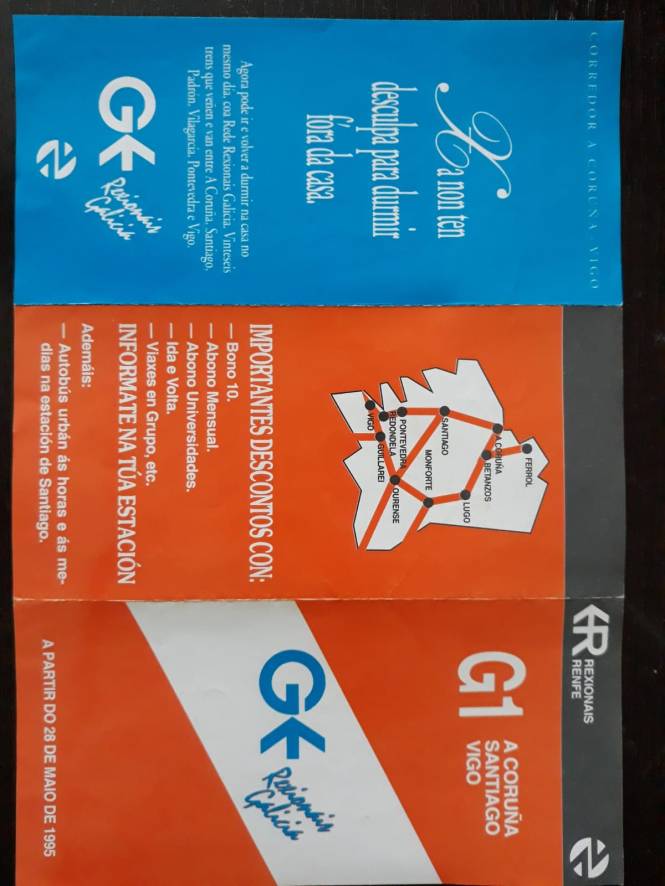 CORREDOR A CORUÑA VIGO
Xa non ten
desculpa para durmir
fóra da casa.
Agora pode ir e volver a durmir na casa no
mesmo día, coa Rede Rexionais Galicia. Vinteseis
trens que veñen e van entre A Coruña, Santiago,
Padrón, Vilagarcía, Pontevedra e Vigo.
G
Rexionais
Galicia
FERROL
A CORUÑA
BETANZOS
LUGO
SANTIAGO
MONFORTE
PONTEVEDRA
REDONDELA
OURENSE
VIGO
GUILLAREI
IMPORTANTES DESCONTOS CON:
— Bono 10.
— Abono Mensual.
— Abono Universidades.
— Ida e Volta.
— Viaxes en Grupo, etc.
INFORMATE NA TÚA ESTACIÓN
Ademáis:
— Autobús urbán ás horas e ás me-
dias na estación de Santiago.
R REXIONAIS
RENFE
G1
A CORUÑA
SANTIAGO
VIGO
G
Rexionais
Galicia
A PARTIR DO 28 DE MAIO DE 1995